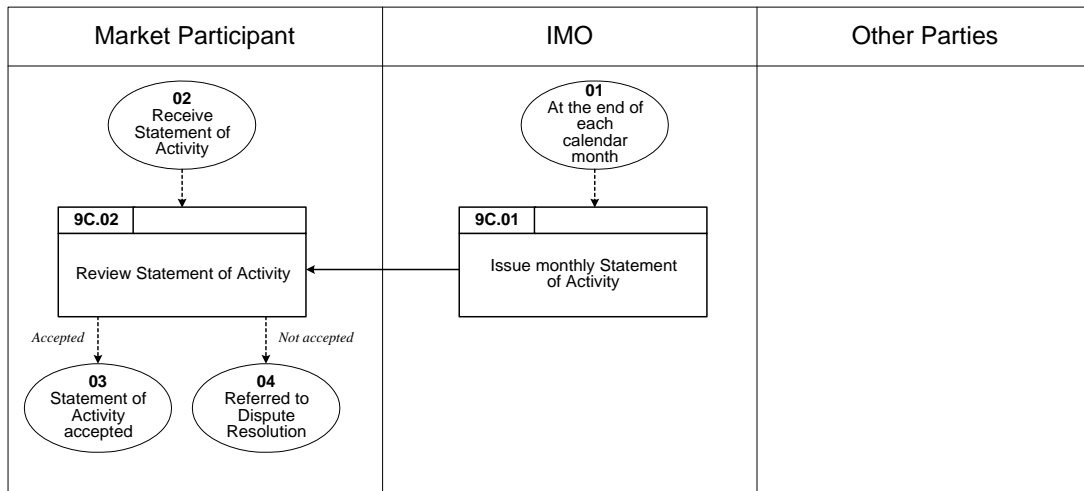 Market Participant
IMO
Other Parties
02
Receive
Statement of
Activity
01
At the end of
each
calendar
month
9C.02
Review Statement of Activity
9C.01
Issue monthly Statement
of Activity
Accepted
Not accepted
03
Statement of
Activity
accepted
04
Referred to
Dispute
Resolution